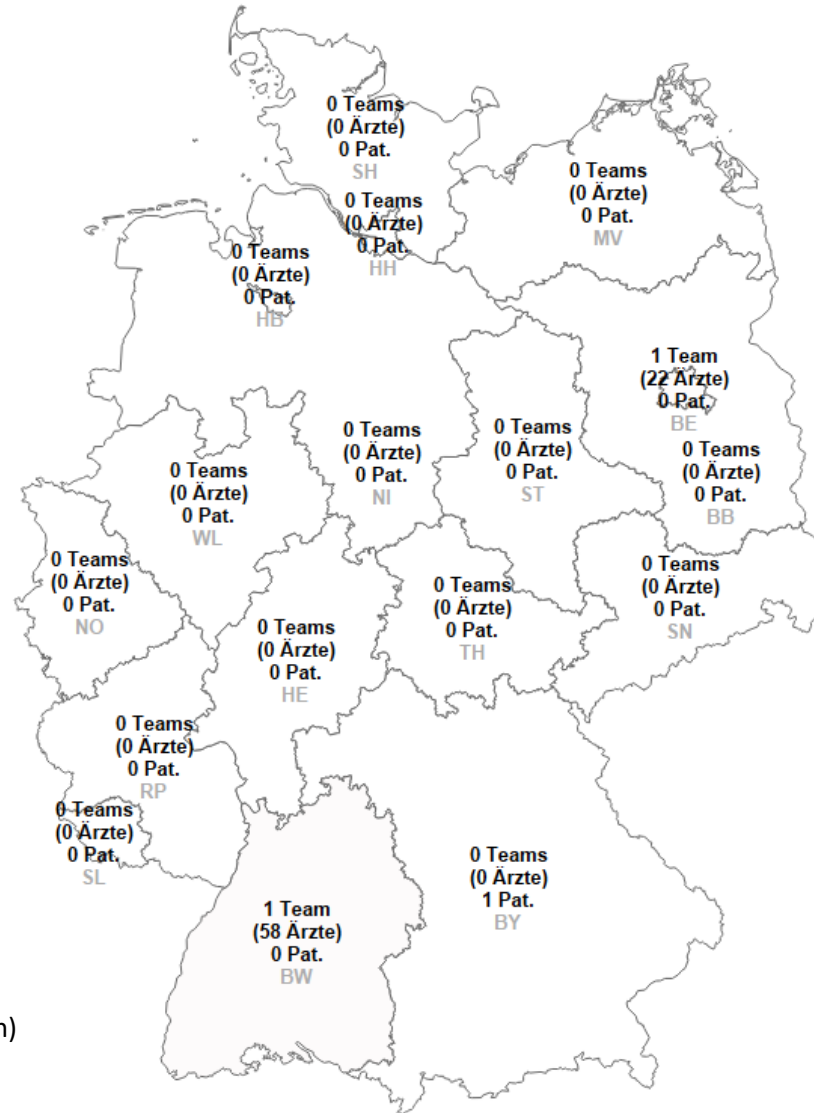 0 Teams
(0 Ärzte)
0 Pat.
SH
0 Teams
(0 Ärzte)
0 Pat.
MV
0 Teams
(0 Ärzte)
0 Pat.
HH
0 Teams
(0 Ärzte)
0 Pat.
HB
1 Team
(22 Ärzte)
0 Pat.
BE
0 Teams
(0 Ärzte)
0 Pat.
NI
0 Teams
(0 Ärzte)
0 Pat.
ST
0 Teams
(0 Ärzte)
0 Pat.
BB
0 Teams
(0 Ärzte)
0 Pat.
WL
0 Teams
(0 Ärzte)
0 Pat.
NO
0 Teams
(0 Ärzte)
0 Pat.
SN
0 Teams
(0 Ärzte)
0 Pat.
TH
0 Teams
(0 Ärzte)
0 Pat.
HE
0 Teams
(0 Ärzte)
0 Pat.
RP
0 Teams
(0 Ärzte)
0 Pat.
SL
0 Teams
(0 Ärzte)
1 Pat.
BY
1 Team
(58 Ärzte)
0 Pat.
BW